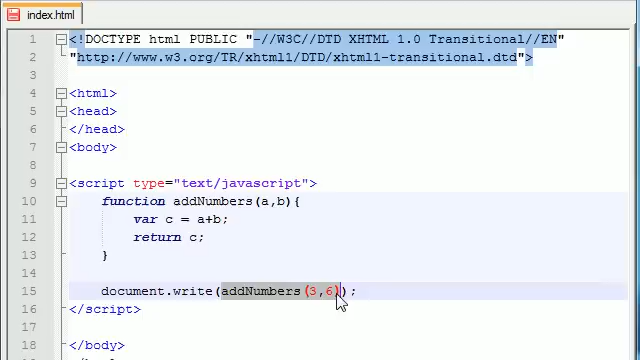 index.html
1 <!DOCTYPE html PUBLIC "-//W3C//DTD XHTML 1.0 Transitional//EN"
2 "http://www.w3.org/TR/xhtml1/DTD/xhtml1-transitional.dtd">
3
4 <html>
5 <head>
6 </head>
7 <body>
8
9 <script type="text/javascript">
10 function addNumbers(a,b){
11 var c = a+b;
12 return c;
13 }
14
15 document.write(addNumbers(3,6));
16 </script>
17
18 </body>